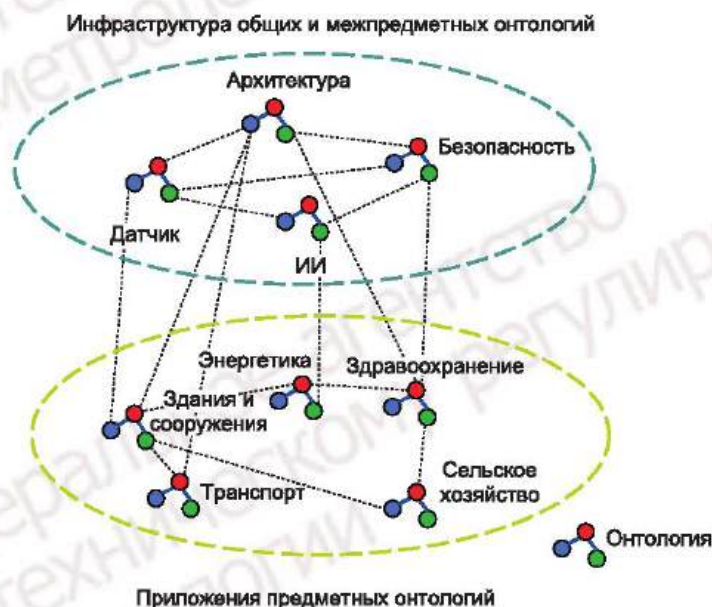 Инфраструктура общих и межпредметных онтологий
Архитектура
Безопасность
Датчик
ИИ
Энергетика
Здравоохранение
Здания и
сооружения
Транспорт
Сельское
хозяйство
Онтология
Приложения предметных онтологий